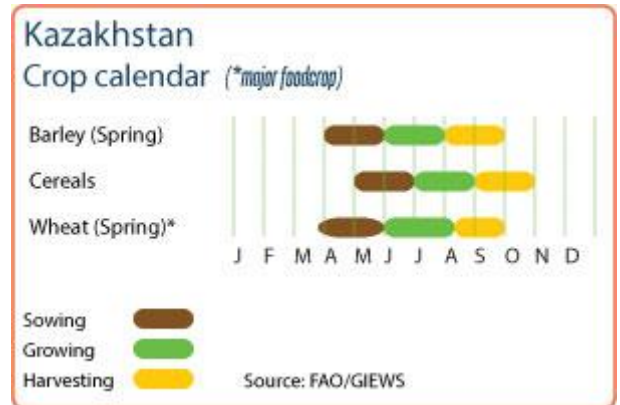 Kazakhstan
Crop calendar (*major foodcrop)
Barley (Spring)
Cereals
Wheat (Spring)*
J F M A M J J A S O N D
Sowing
Growing
Harvesting
Source: FAO/GIEWS